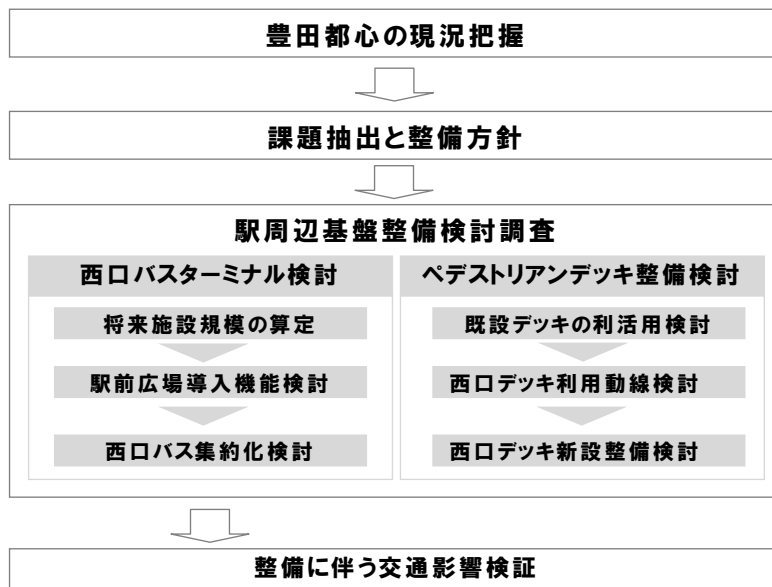 豊田都心の現況把握
課題抽出と整備方針
駅周辺基盤整備検討調査
西口バスターミナル検討
将来施設規模の算定
駅前広場導入機能検討
西口バス集約化検討
ペデストリアンデッキ整備検討
既設デッキの利活用検討
西口デッキ利用動線検討
西口デッキ新設整備検討
整備に伴う交通影響検証